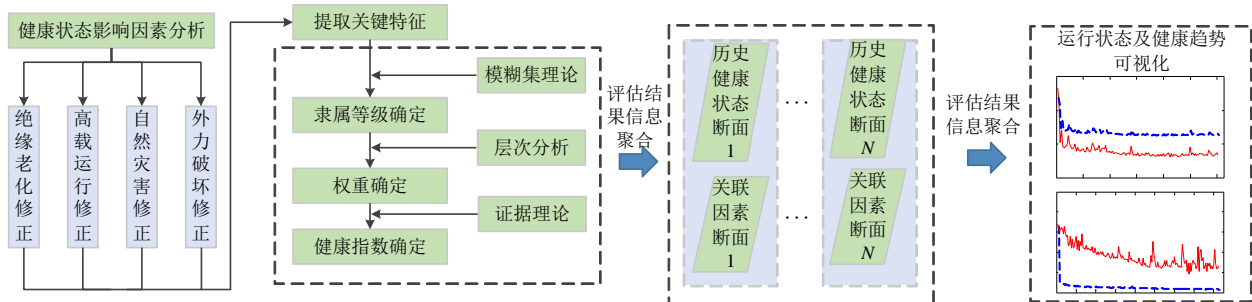 健康状态影响因素分析
绝缘老化修正
高载运行修正
自然灾害修正
外力破坏修正
提取关键特征
模糊集理论
隶属等级确定
层次分析
权重确定
证据理论
健康指数确定
评估结
果信息
聚合
历史
健康
状态
断面
1
...
历史
健康
状态
断面
N
关联
因素
断面
1
...
关联
因素
断面
N
评估结果
信息聚合
运行状态及健康趋势
可视化